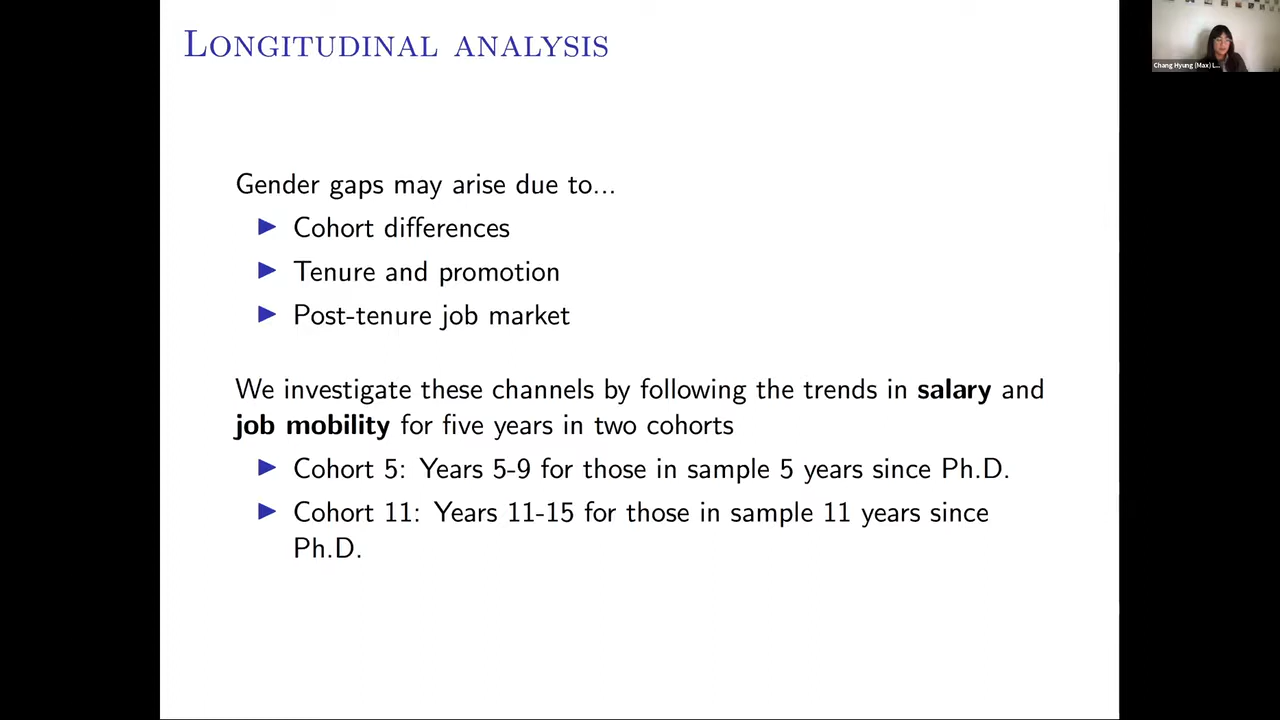 LONGITUDINAL ANALYSIS
Chang Hyung (Max) L...
Gender gaps may arise due to...
Cohort differences
Tenure and promotion
Post-tenure job market
We investigate these channels by following the trends in salary and
job mobility for five years in two cohorts
Cohort 5: Years 5-9 for those in sample 5 years since Ph.D.
Cohort 11: Years 11-15 for those in sample 11 years since
Ph.D.